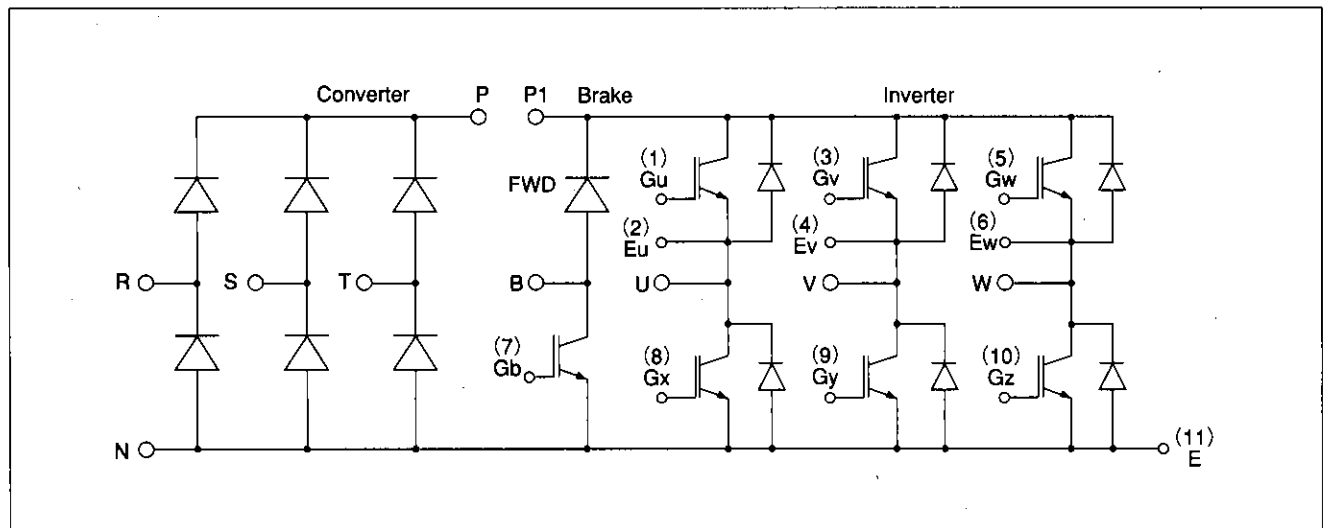 Converter P P1 Brake Inverter
(1) (3) (5)
FWD Gu Gv Gw
(2) (4) (6)
Eu Ev Ew
R S T B U V W
(7) (8) (9) (10)
Gb Gx Gy Gz
N (11)
E